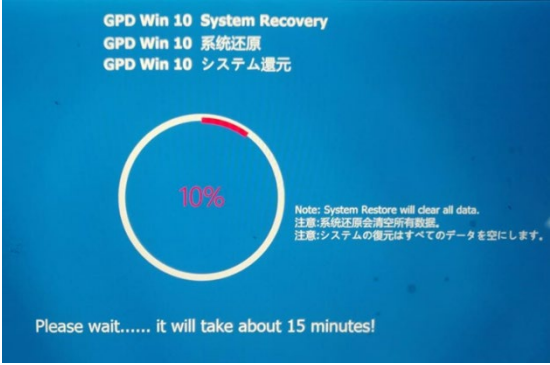 GPD Win 10 System Recovery
GPD Win 10 系统还原
GPD Win 10 システム還元
10%
Note: System Restore will clear all data.
注意:系统还原会清空所有数据。
注意:システムの復元はすべてのデータを空にします。
Please wait...... it will take about 15 minutes!